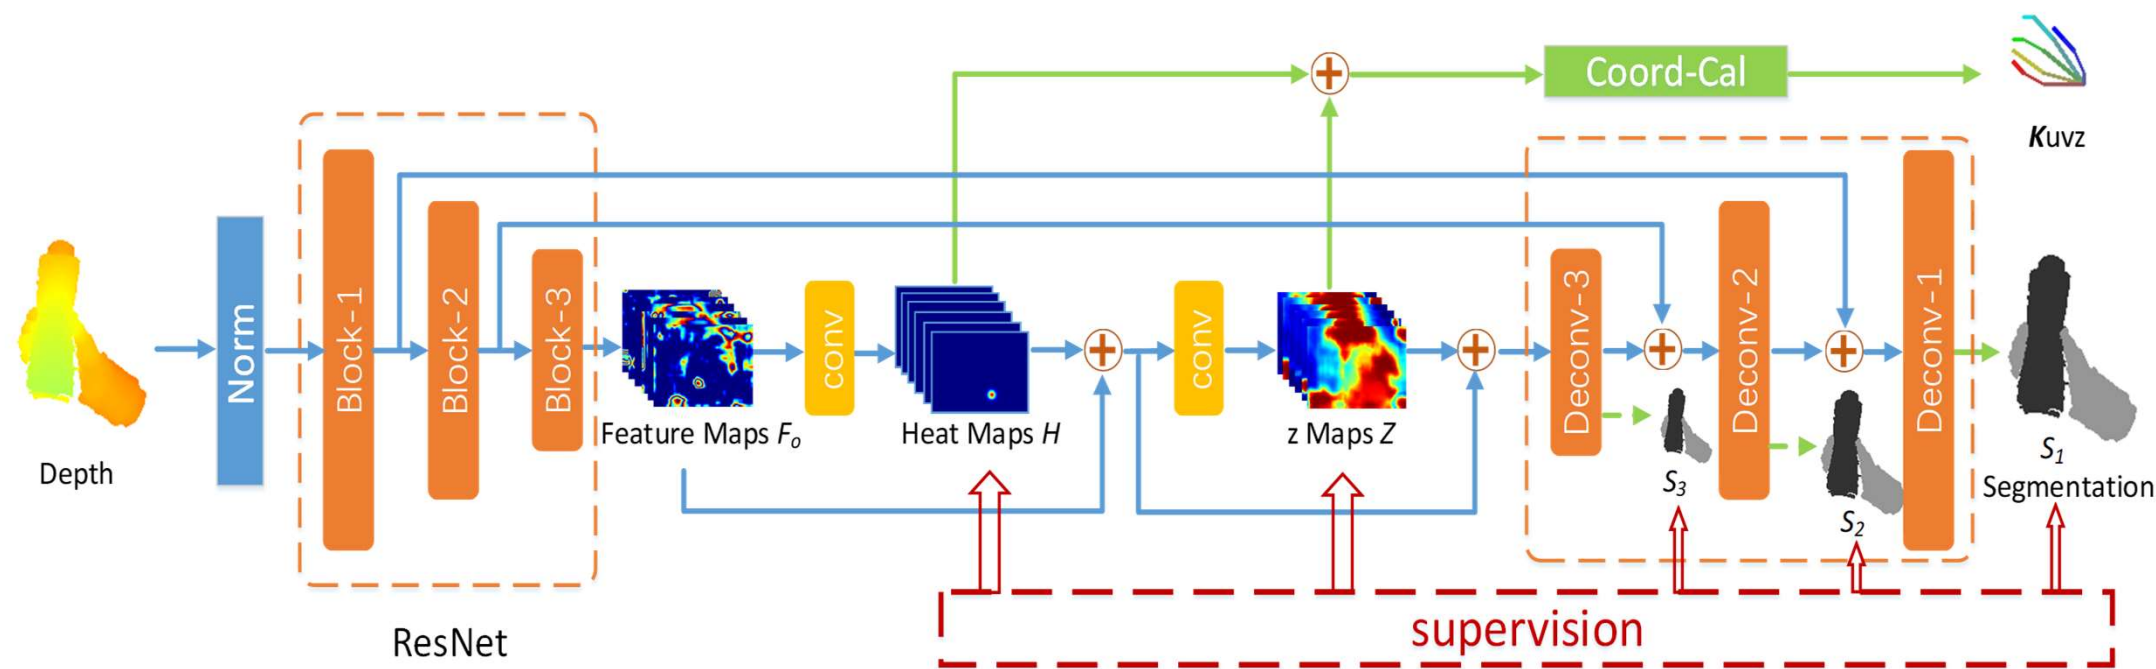 Coord-Cal
Kuvz
Depth
Norm
Block-1
Block-2
Block-3
ResNet
Feature Maps Fo
conv
Heat Maps H
conv
z Maps Z
Deconv-3
S3
Deconv-2
S2
Deconv-1
S1
Segmentation
supervision